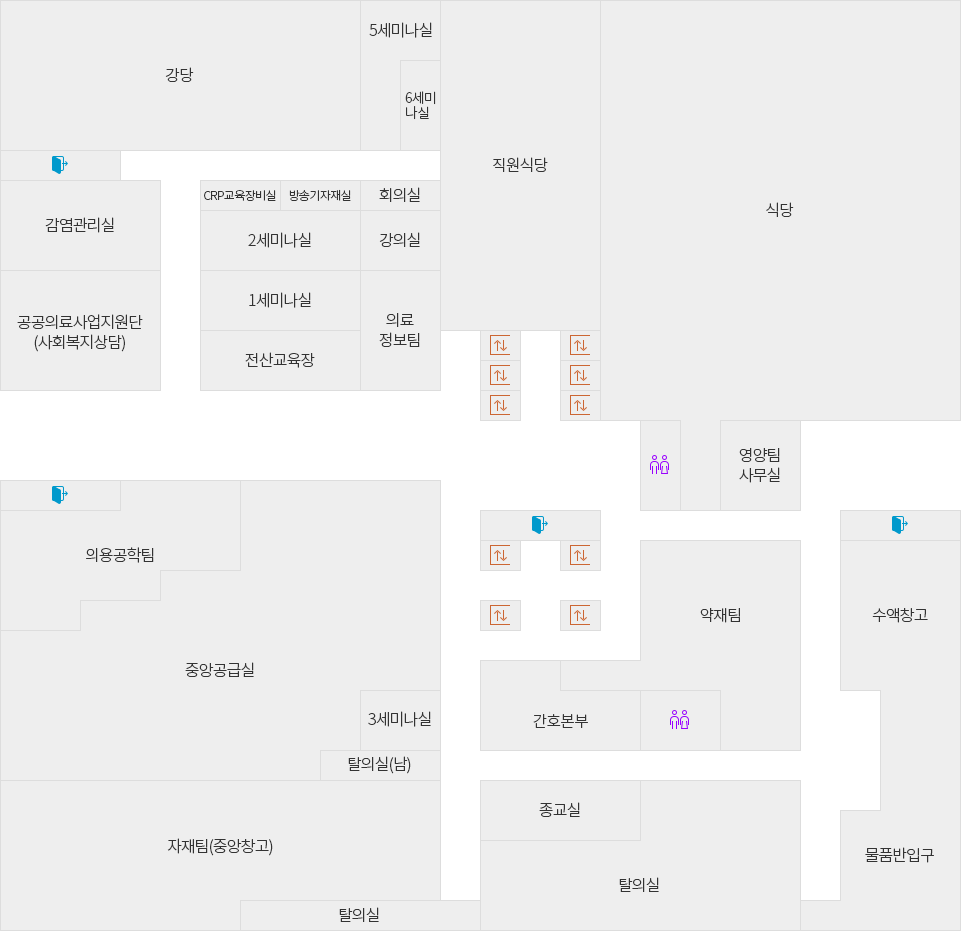 5세미나실
강당
6세미
나실
직원식당
식당
CRP교육장비실
방송기자재실
회의실
감염관리실
2세미나실
강의실
1세미나실
공공의료사업지원단
(사회복지상담)
의료
정보팀
전산교육장
영양팀
사무실
의용공학팀
약재팀
수액창고
중앙공급실
3세미나실
간호본부
탈의실(남)
종교실
자재팀(중앙창고)
물품반입구
탈의실
탈의실